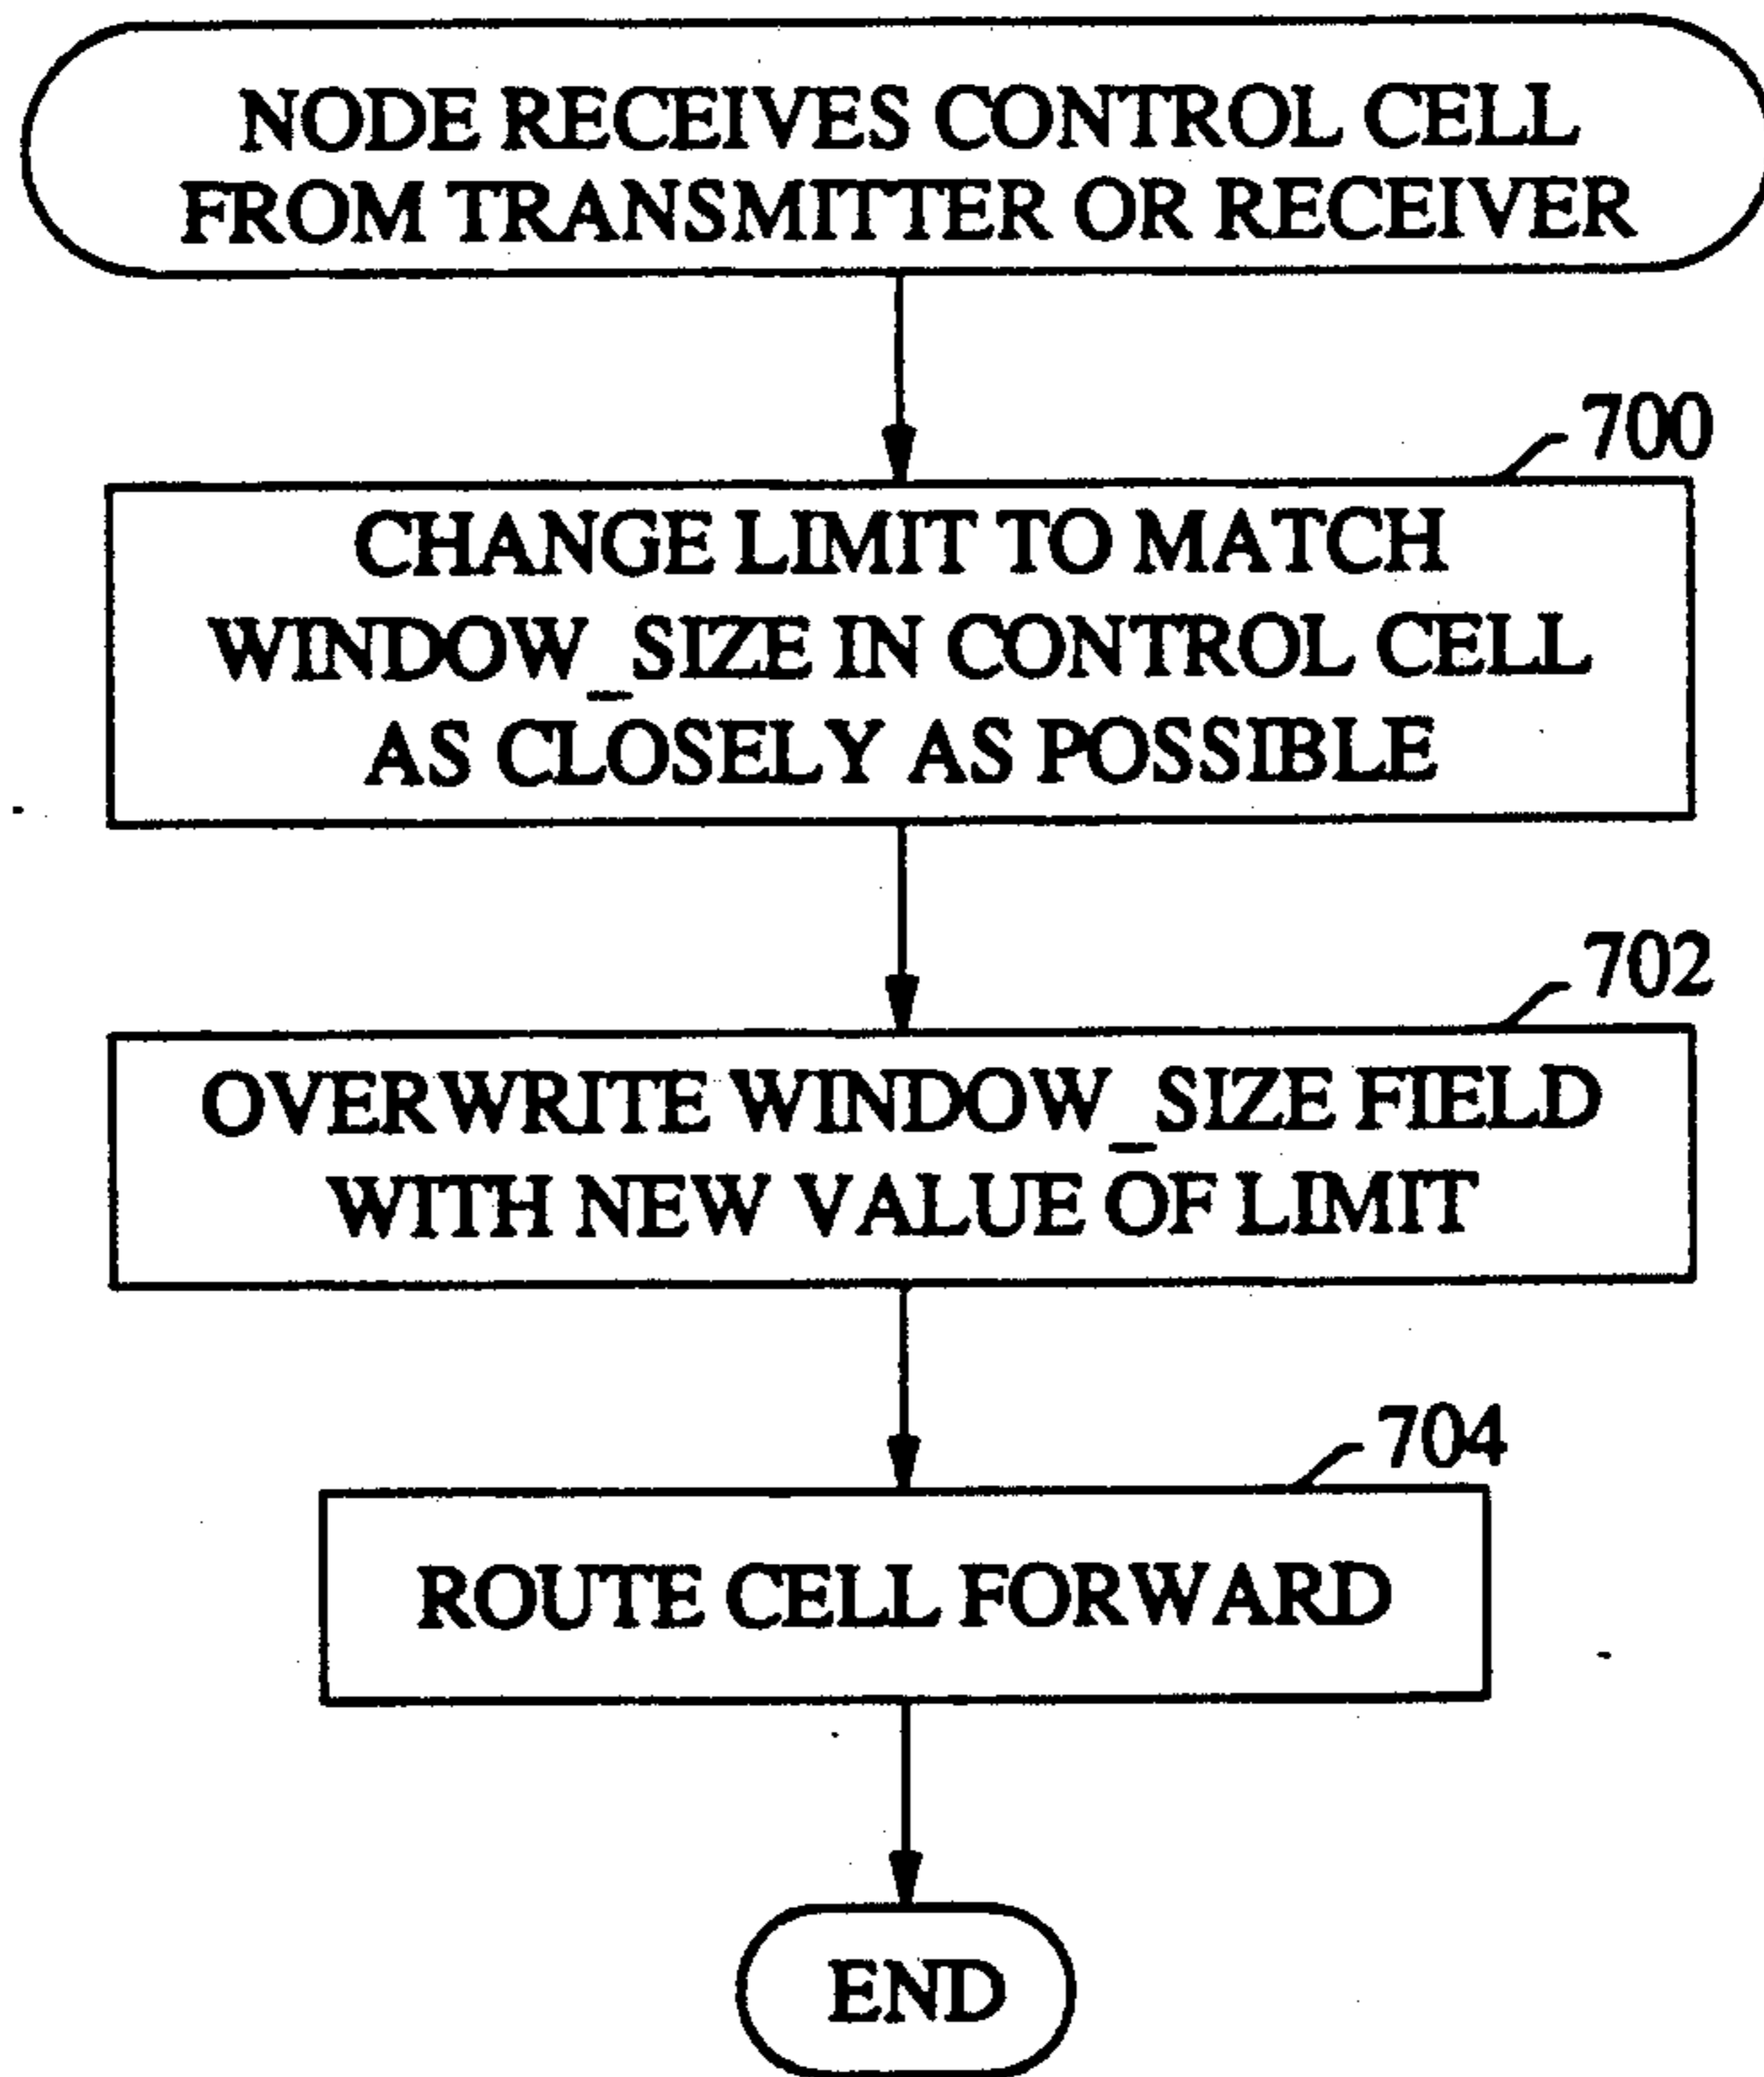 NODE RECEIVES CONTROL CELL
FROM TRANSMITTER OR RECEIVER
700
CHANGE LIMIT TO MATCH
WINDOW_SIZE IN CONTROL CELL
AS CLOSELY AS POSSIBLE
702
OVERWRITE WINDOW_SIZE FIELD
WITH NEW VALUE OF LIMIT
704
ROUTE CELL FORWARD
END